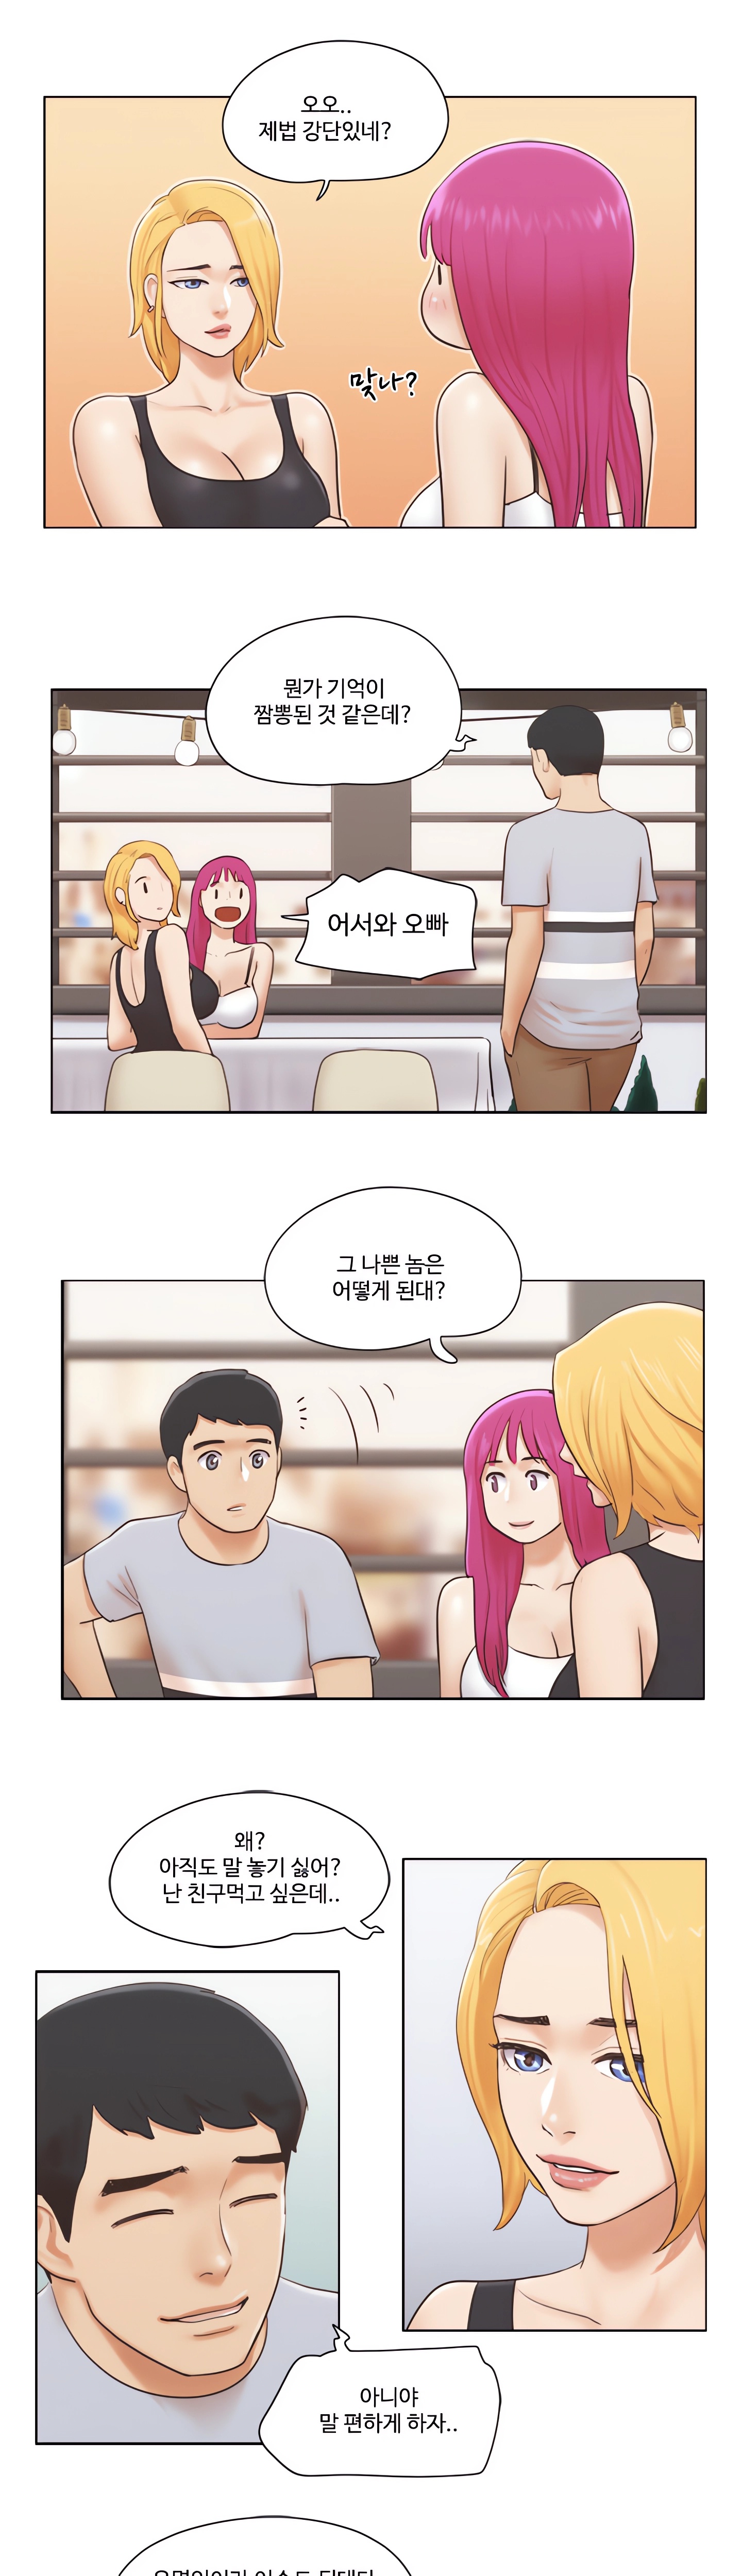 오오..
제법 강단있네?
맞나?
뭔가 기억이
짬뽕된 것 같은데?
어서와 오빠
그 나쁜 놈은
어떻게 된대?
왜?
아직도 말 놓기 싫어?
난 친구먹고 싶은데..
아니야
말 편하게 하자..